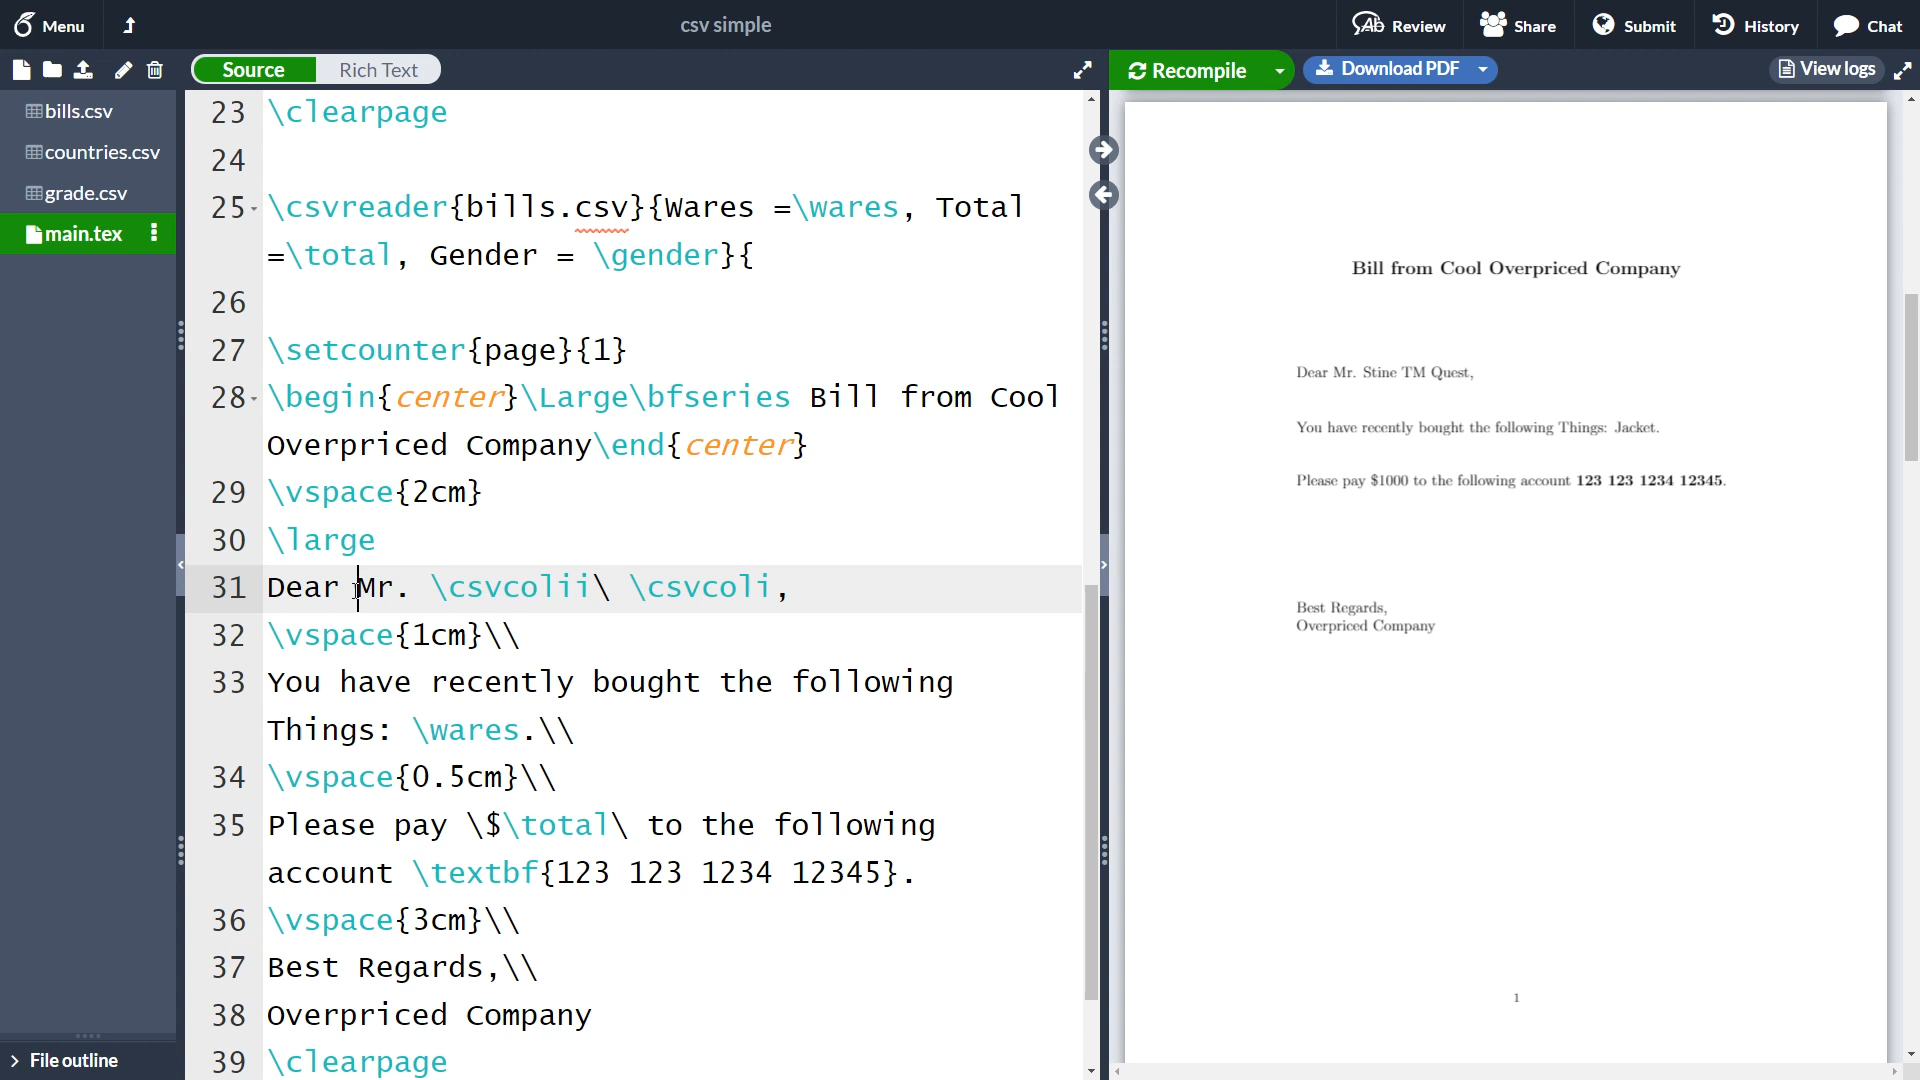 Menu
csv simple
Review
Share
Submit
History
Chat
Source
Rich Text
Recompile
Download PDF
View logs
bills.csv
countries.csv
grade.csv
main.tex
File outline
23 \clearpage
24
25 \csvreader{bills.csv}{Wares =\wares, Total
=\total, Gender = \gender}{
26
27 \setcounter{page}{1}
28 \begin{center}\Large\bfseries Bill from Cool
Overpriced Company\end{center}
29 \vspace{2cm}
30 \large
31 Dear Mr. \csvcolii\ \csvcoli,
32 \vspace{1cm}\\
33 You have recently bought the following
Things: \wares.\\
34 \vspace{0.5cm}\\
35 Please pay \$\total\ to the following
account \textbf{123 123 1234 12345}.
36 \vspace{3cm}\\
37 Best Regards,\\
38 Overpriced Company
39 \clearpage
Bill from Cool Overpriced Company
Dear Mr. Stine TM Quest,
You have recently bought the following Things: Jacket.
Please pay $1000 to the following account 123 123 1234 12345.
Best Regards,
Overpriced Company
1